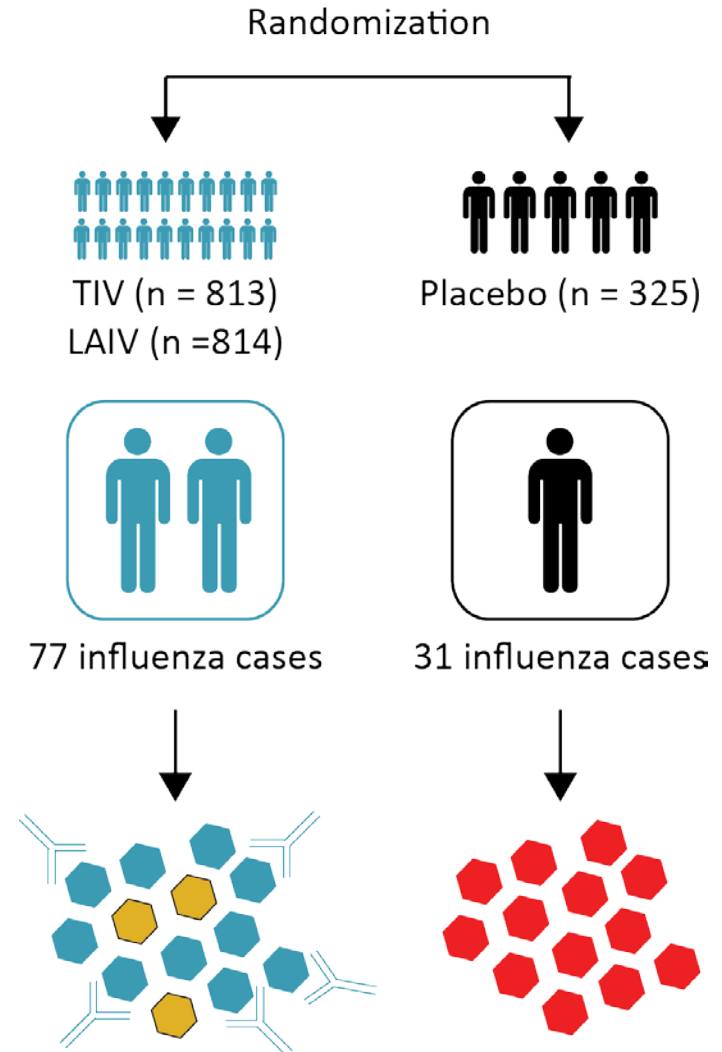 Randomization
TIV (n = 813)
LAIV (n =814)
Placebo (n = 325)
77 influenza cases
31 influenza cases